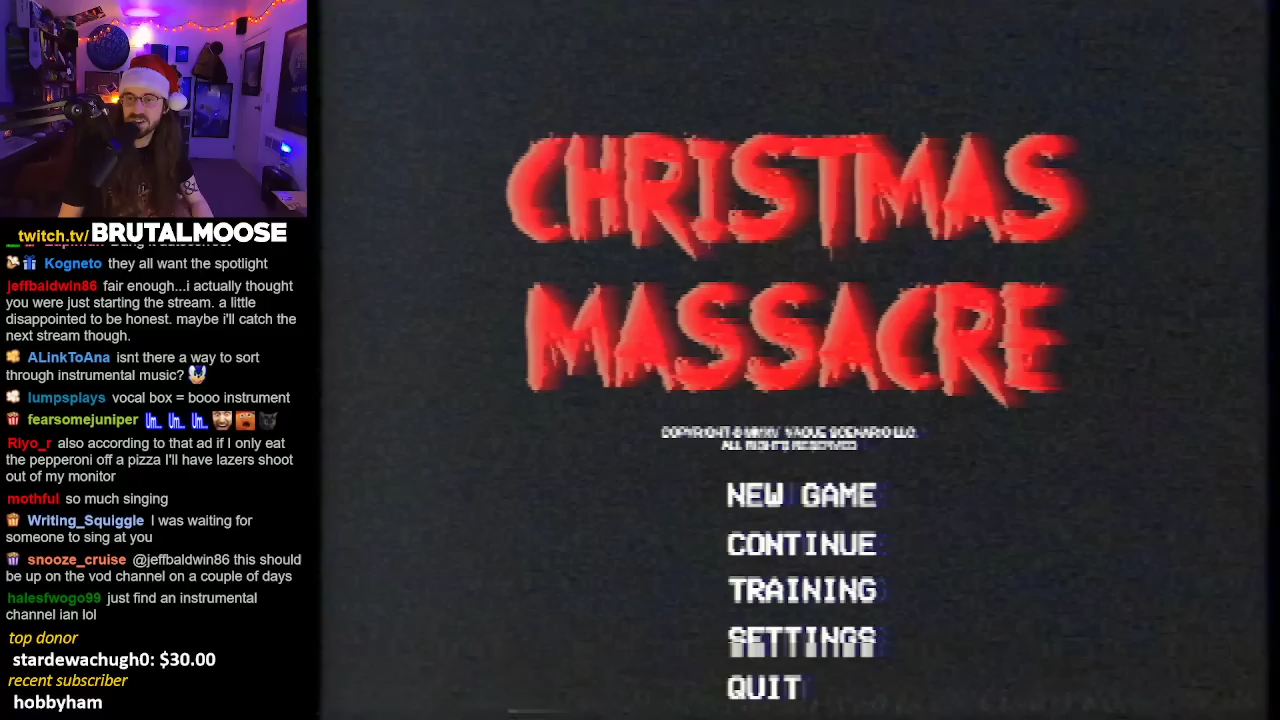 twitch.tv/BRUTALMOOSE
Kogneto they all want the spotlight
jeffbaldwin86 fair enough...i actually thought
you were just starting the stream. a little
disappointed to be honest. maybe i'll catch the
next stream though.
ALinkToAna isnt there a way to sort
through instrumental music?
lumpsplays vocal box = booo instrument
fearsomejuniper
Riyo_r also according to that ad if I only eat
the pepperoni off a pizza I'll have lazers shoot
out of my monitor
mothful so much singing
Writing_Squiggle I was waiting for
someone to sing at you
snooze_cruise @jeffbaldwin86 this should
be up on the vod channel on a couple of days
halesfwogo99 just find an instrumental
channel ian lol
top donor
stardewachugh0: $30.00
recent subscriber
hobbyham
CHRISTMAS
MASSACRE
COPYRIGHT © MMXV VAGUE SCENARIO LLC.
ALL RIGHTS RESERVED
NEW GAME
CONTINUE
TRAINING
SETTINGS
QUIT